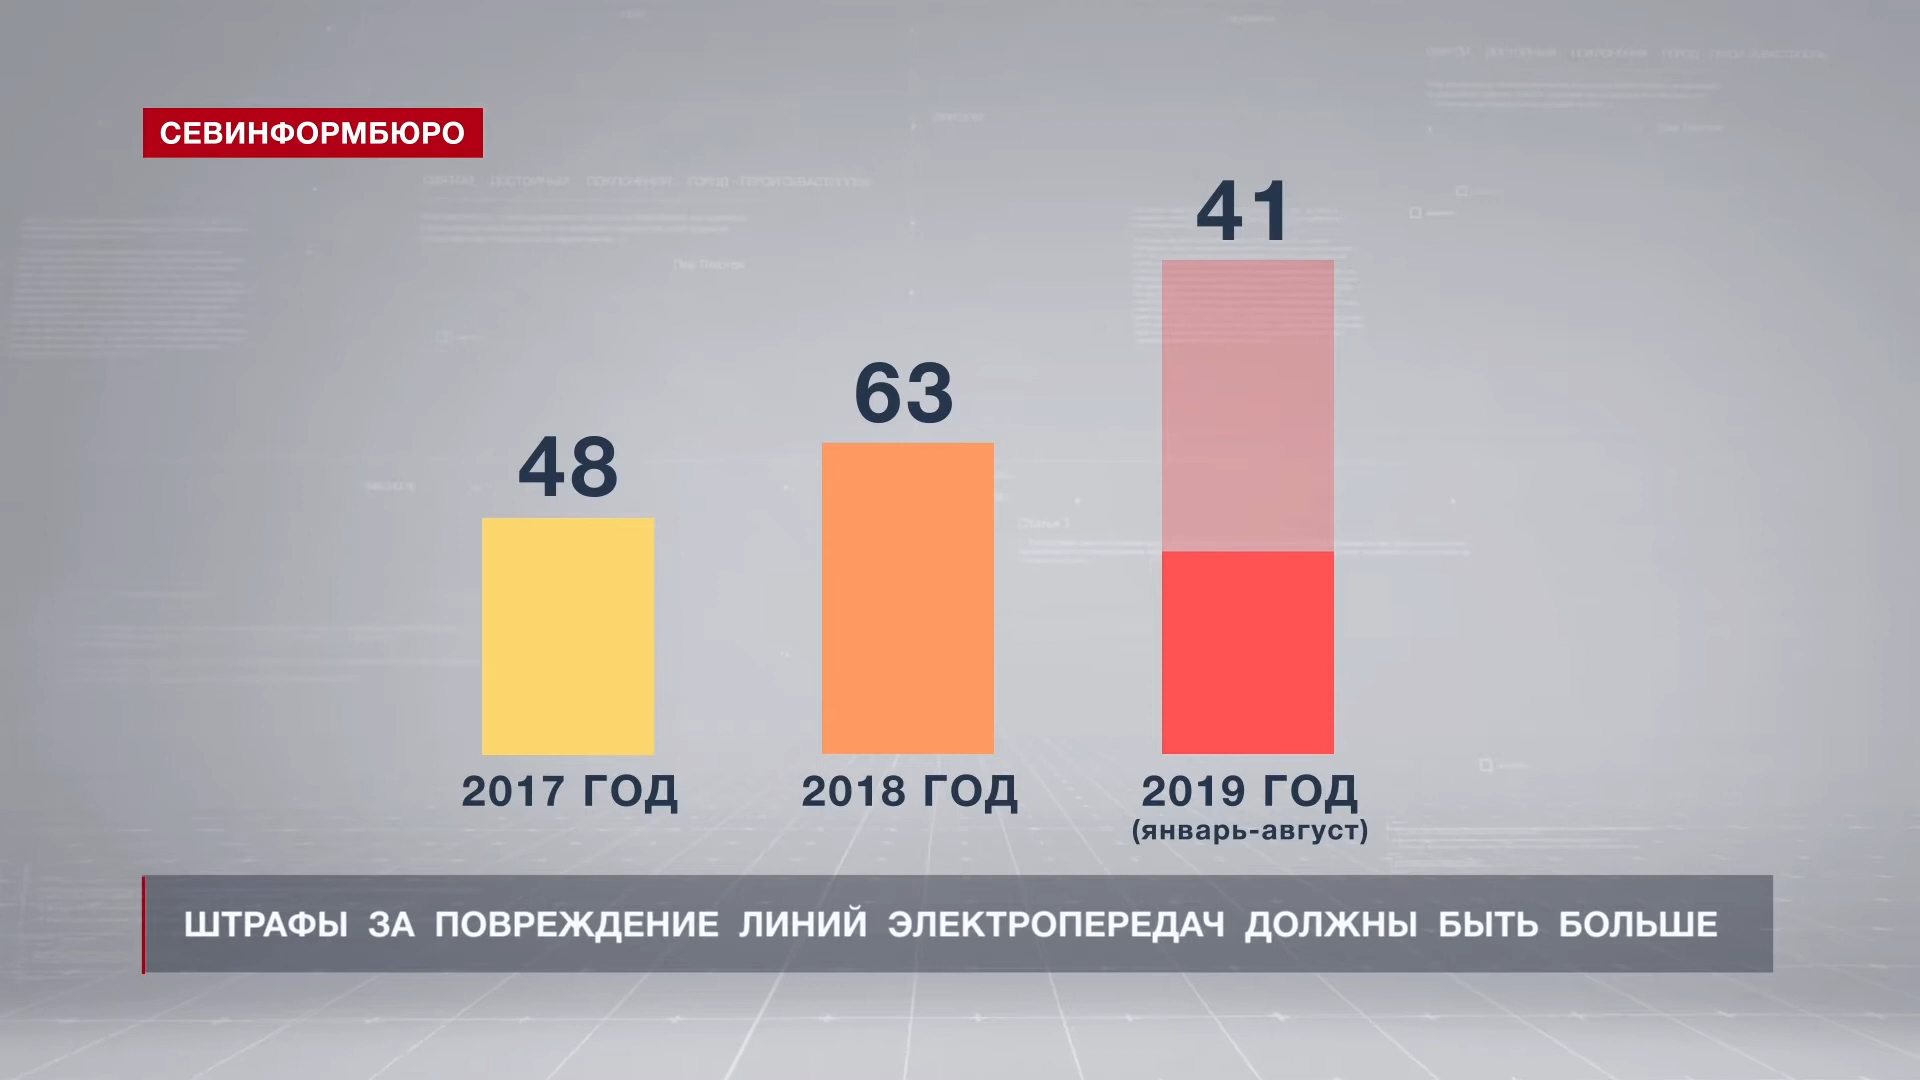 СЕВИНФОРМБЮРО
41
63
48
2017 ГОД
2018 ГОД
2019 ГОД
(январь-август)
ШТРАФЫ ЗА ПОВРЕЖДЕНИЕ ЛИНИЙ ЭЛЕКТРОПЕРЕДАЧ ДОЛЖНЫ БЫТЬ БОЛЬШЕ